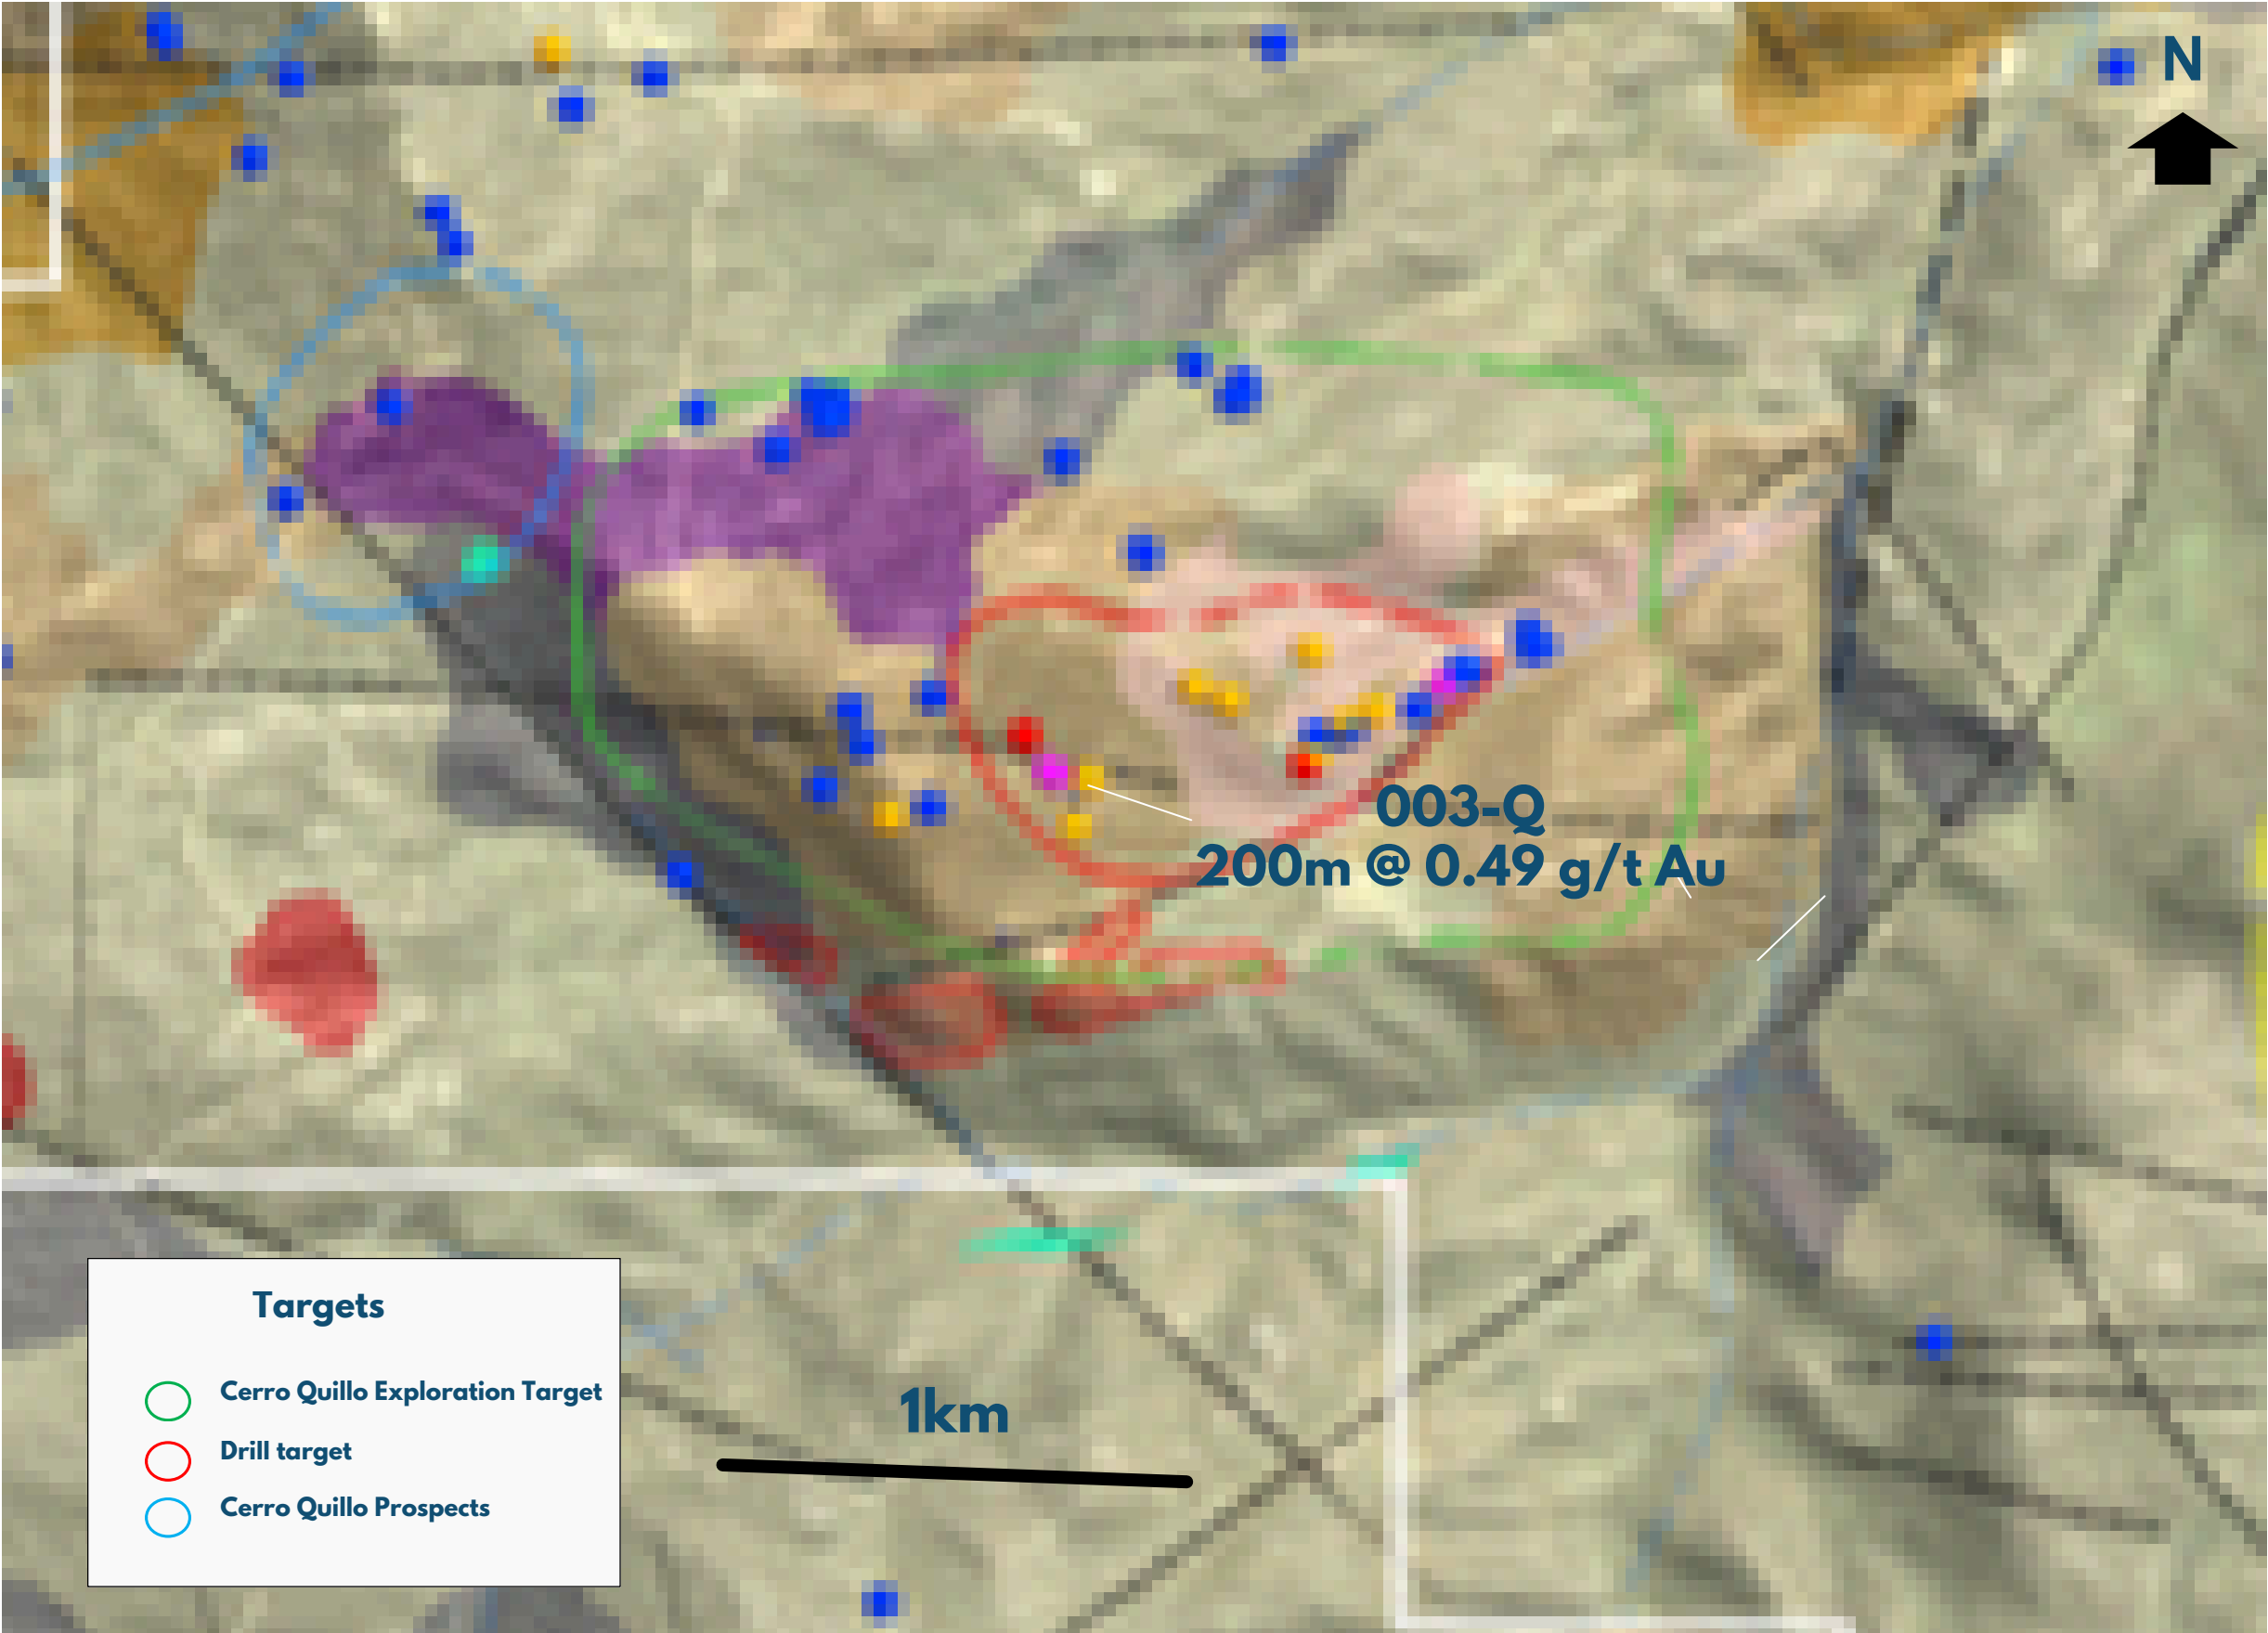 N
003-Q
200m @ 0.49 g/t Au
1km
Targets
Cerro Quillo Exploration Target
Drill target
Cerro Quillo Prospects